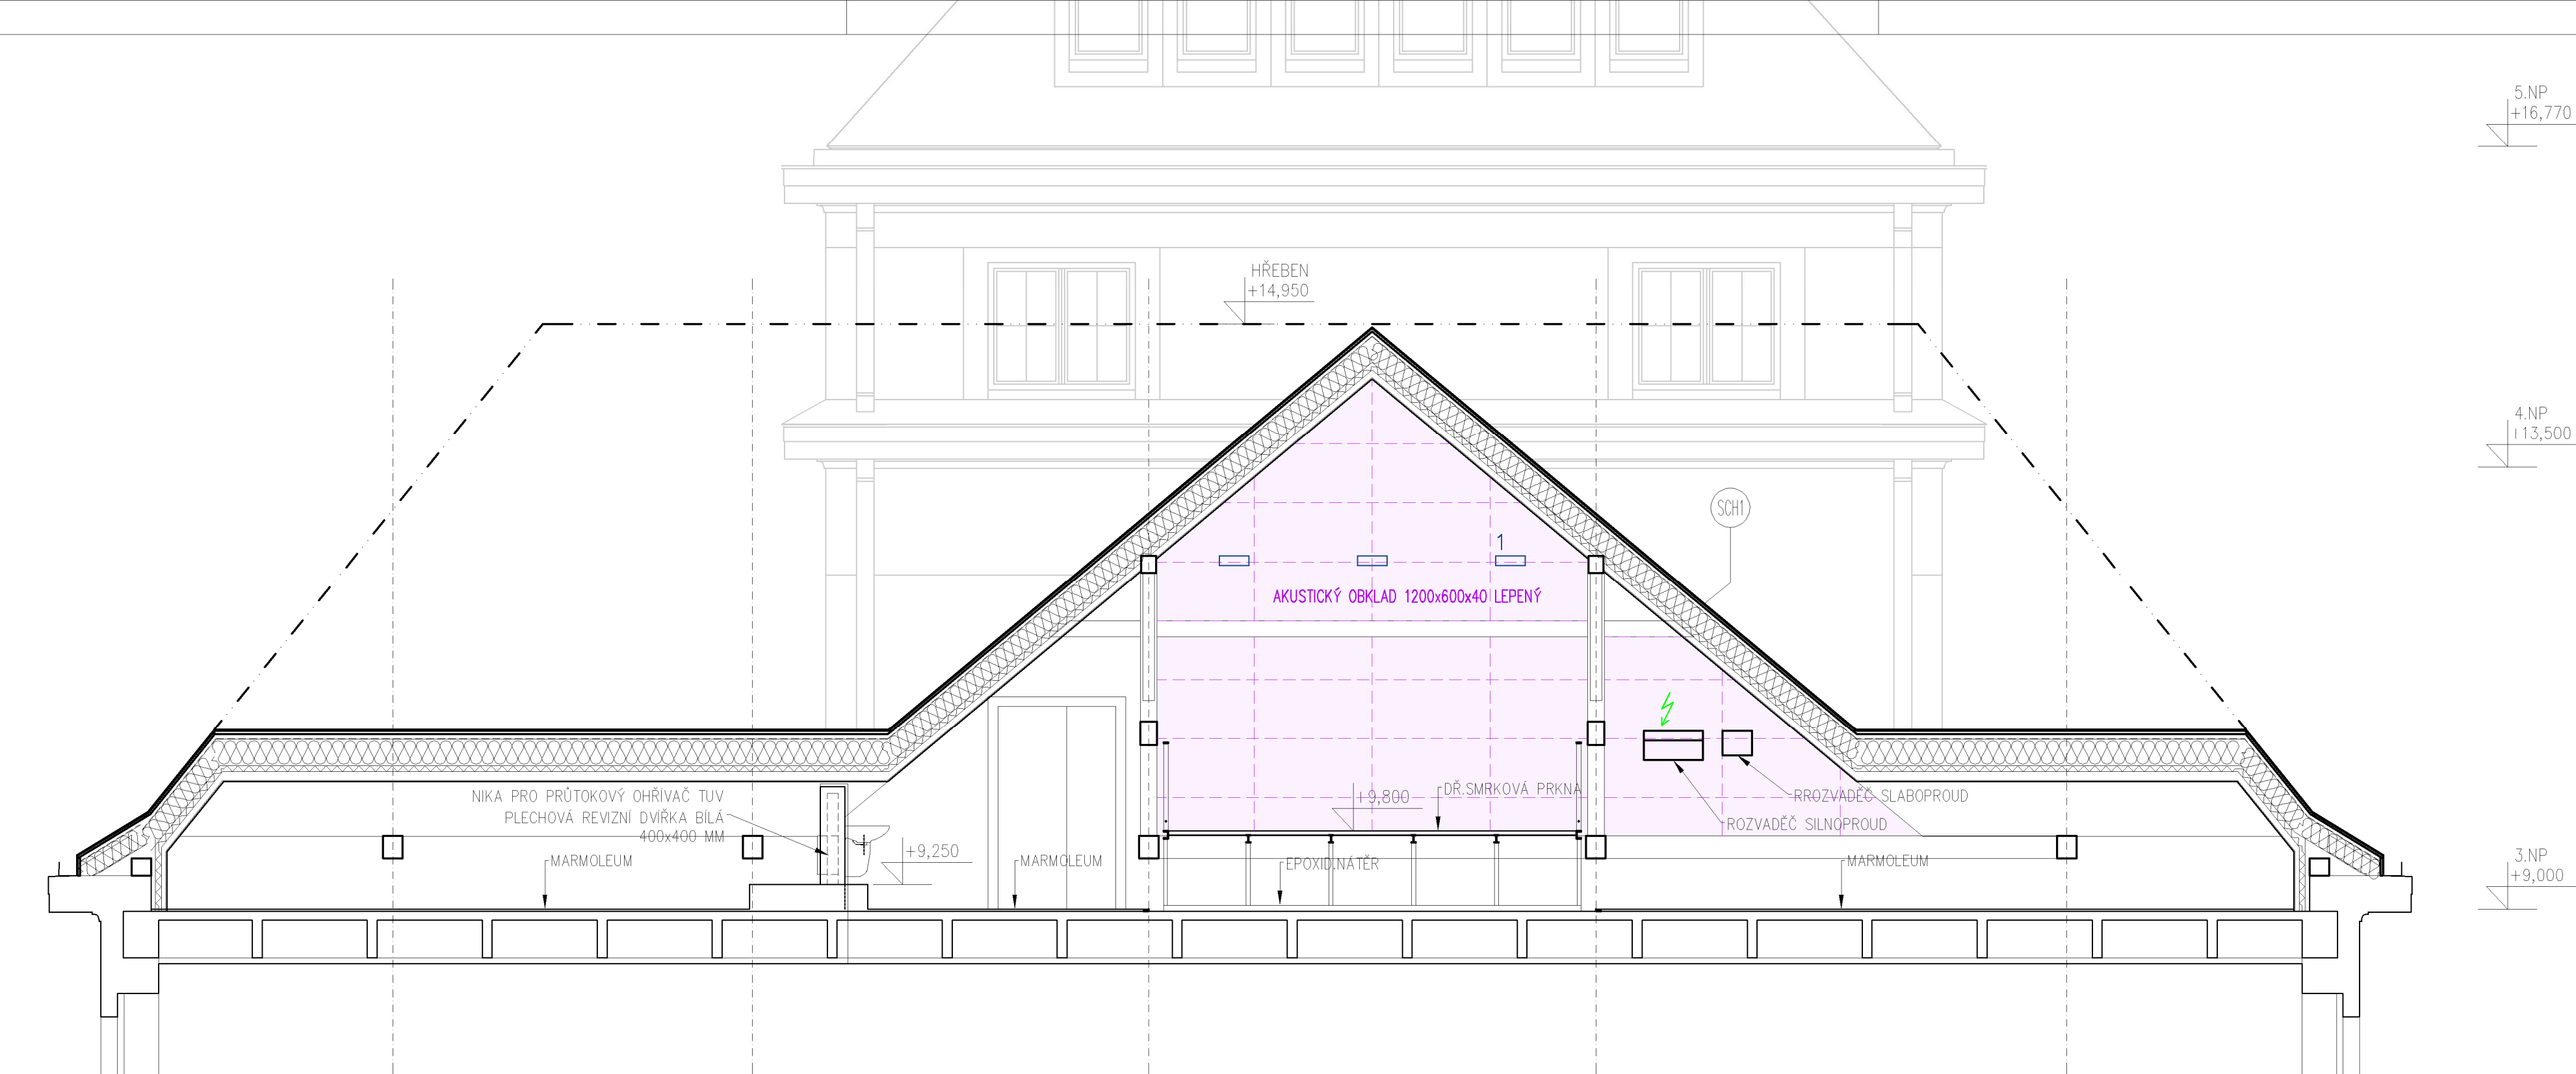 5.NP
+16,770
HŘEBEN
+14,950
4.NP
+13,500
SCH1
1
AKUSTICKÝ OBKLAD 1200x600x40 LEPENÝ
NIKA PRO PRŮTOKOVÝ OHŘÍVAČ TUV
PLECHOVÁ REVIZNÍ DVÍŘKA BÍLÁ
400x400 MM
+9,800
DŘ.SMRKOVÁ PRKNA
RROZVADĚČ SLABOPROUD
ROZVADĚČ SILNOPROUD
MARMOLEUM
+9,250
MARMOLEUM
EPOXID.NÁTĚR
MARMOLEUM
3.NP
+9,000